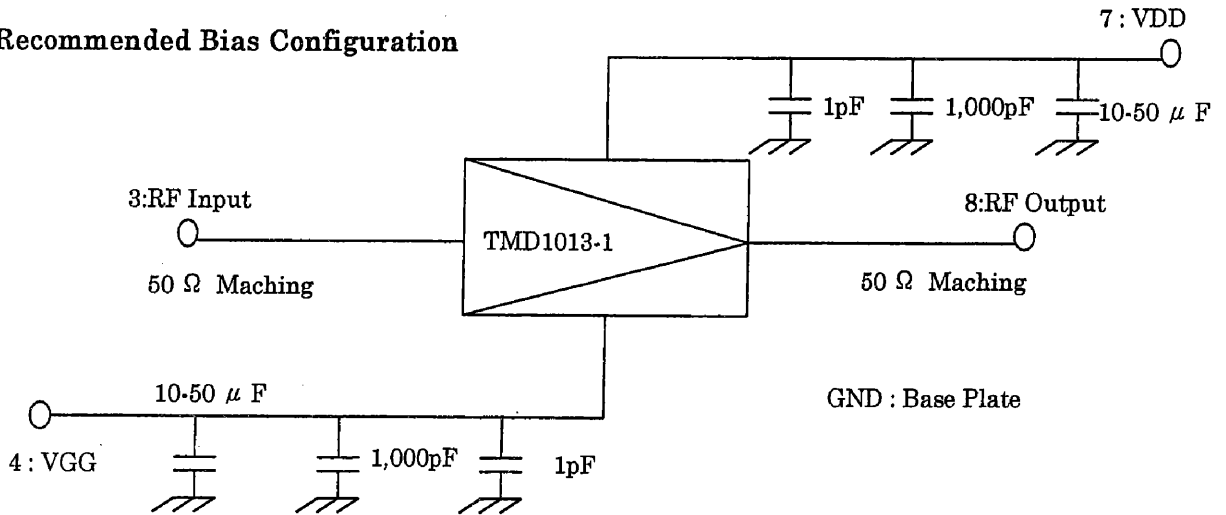 Recommended Bias Configuration
7 : VDD
1pF
1,000pF
10-50 μ F
3:RF Input
8:RF Output
TMD1013-1
50 Ω Maching
50 Ω Maching
10-50 μ F
GND : Base Plate
4 : VGG
1,000pF
1pF